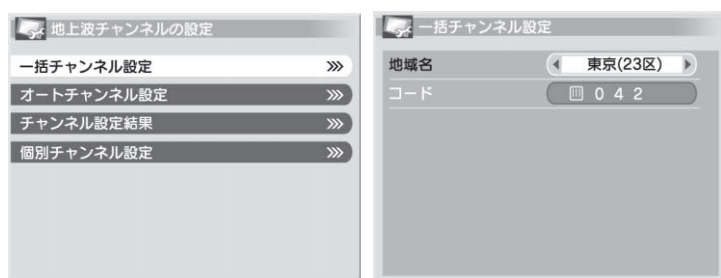 地上波チャンネルの設定
一括チャンネル設定
オートチャンネル設定
チャンネル設定結果
個別チャンネル設定
一括チャンネル設定
地域名 東京(23区)
コード 042